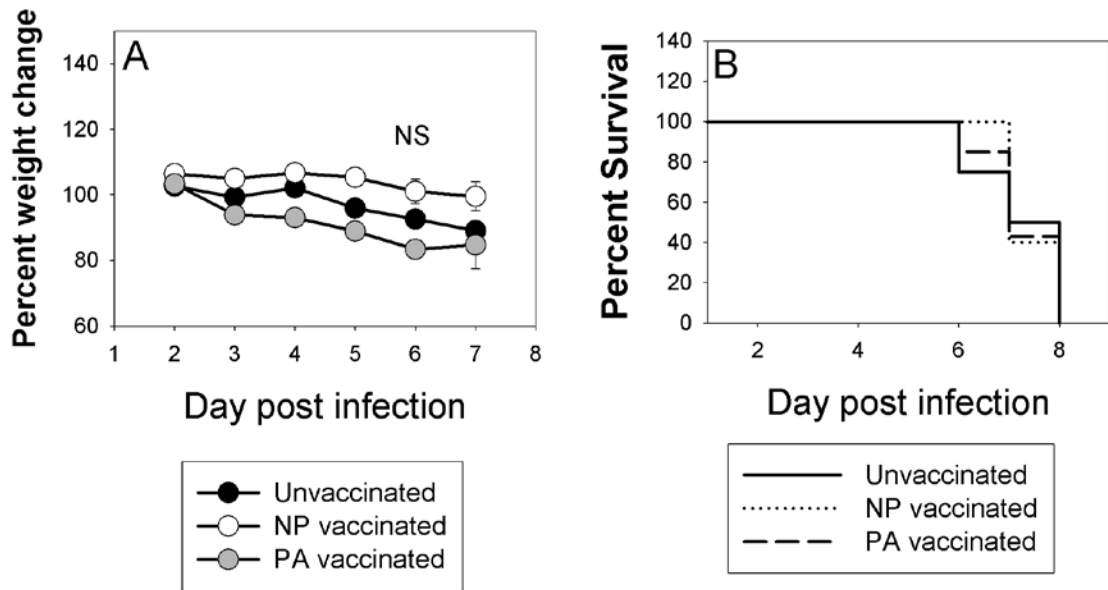 A
Percent weight change
140
120
100
80
60
NS
1 2 3 4 5 6 7 8
Day post infection
Unvaccinated
NP vaccinated
PA vaccinated
B
Percent Survival
140
120
100
80
60
40
20
0
2 4 6 8
Day post infection
Unvaccinated
NP vaccinated
PA vaccinated